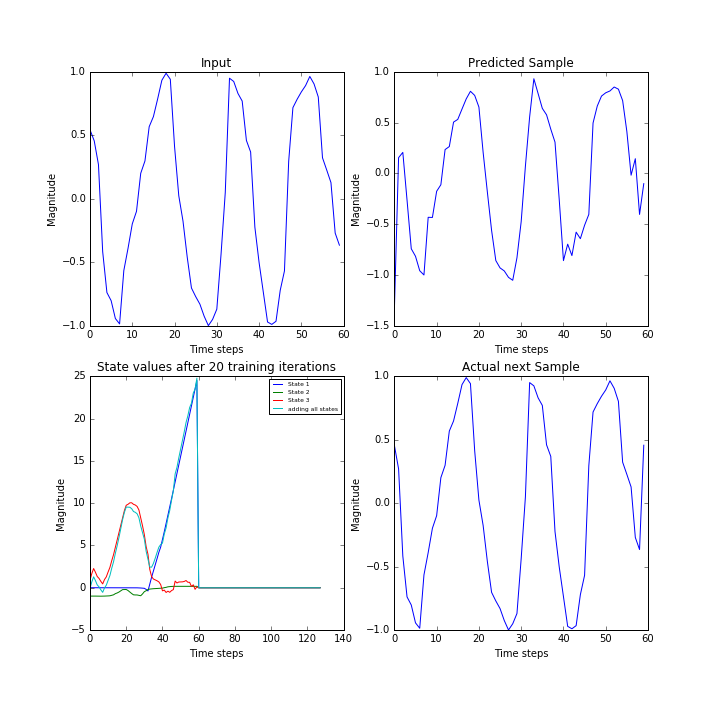 Input
Magnitude
1.0
0.5
0.0
−0.5
−1.0
0 10 20 30 40 50 60
Time steps
Predicted Sample
Magnitude
1.0
0.5
0.0
−0.5
−1.0
−1.5
0 10 20 30 40 50 60
Time steps
State values after 20 training iterations
Magnitude
25
20
15
10
5
0
−5
0 20 40 60 80 100 120 140
Time steps
State 1
State 2
State 3
adding all states
Actual next Sample
Magnitude
1.0
0.5
0.0
−0.5
−1.0
0 10 20 30 40 50 60
Time steps